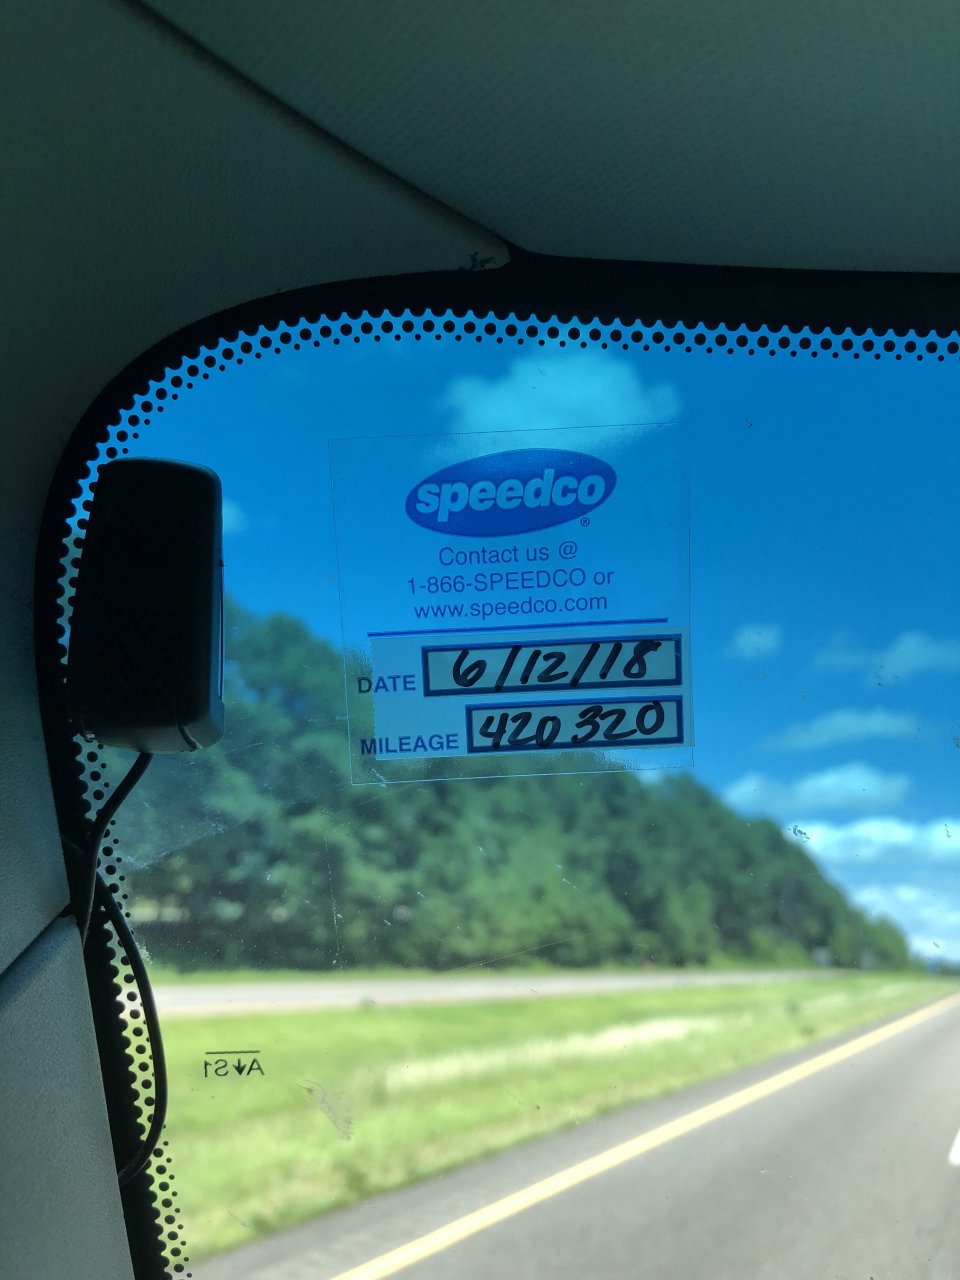 speedco®
Contact us @
1-866-SPEEDCO or
www.speedco.com
DATE 6/12/18
MILEAGE 420320
AS1